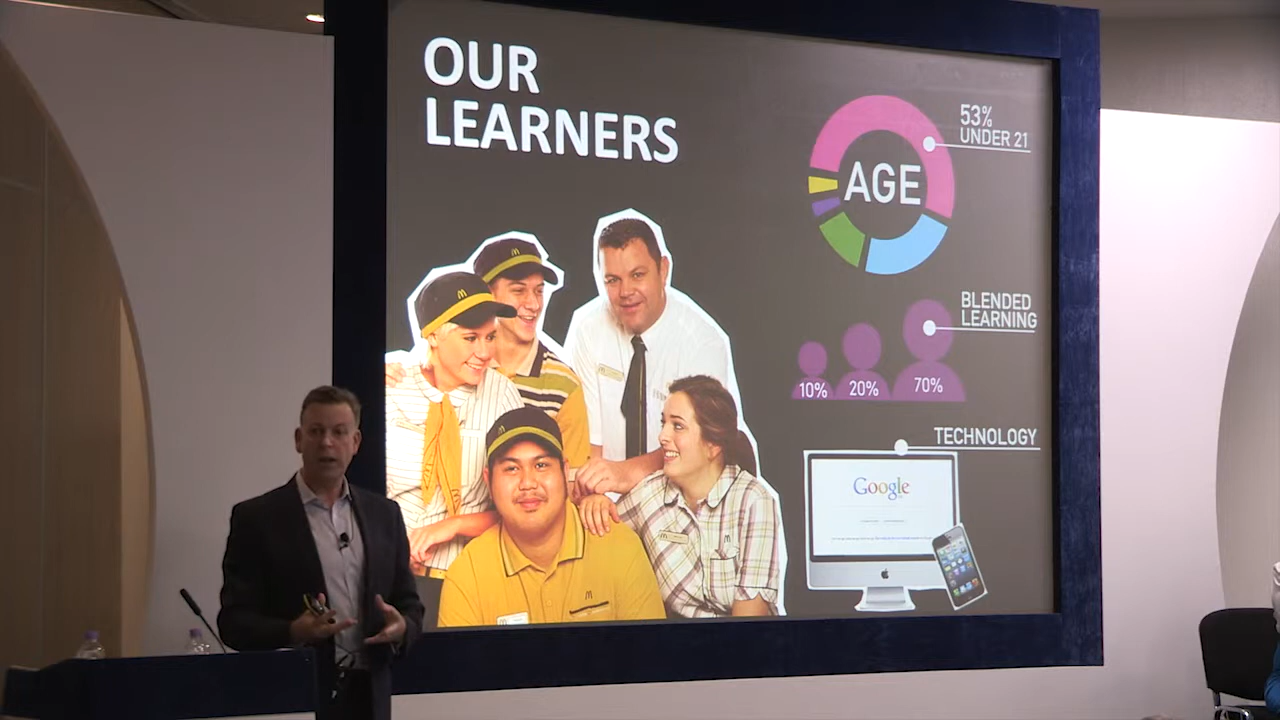 OUR
LEARNERS
53%
UNDER 21
AGE
BLENDED
LEARNING
10%
20%
70%
TECHNOLOGY
Google